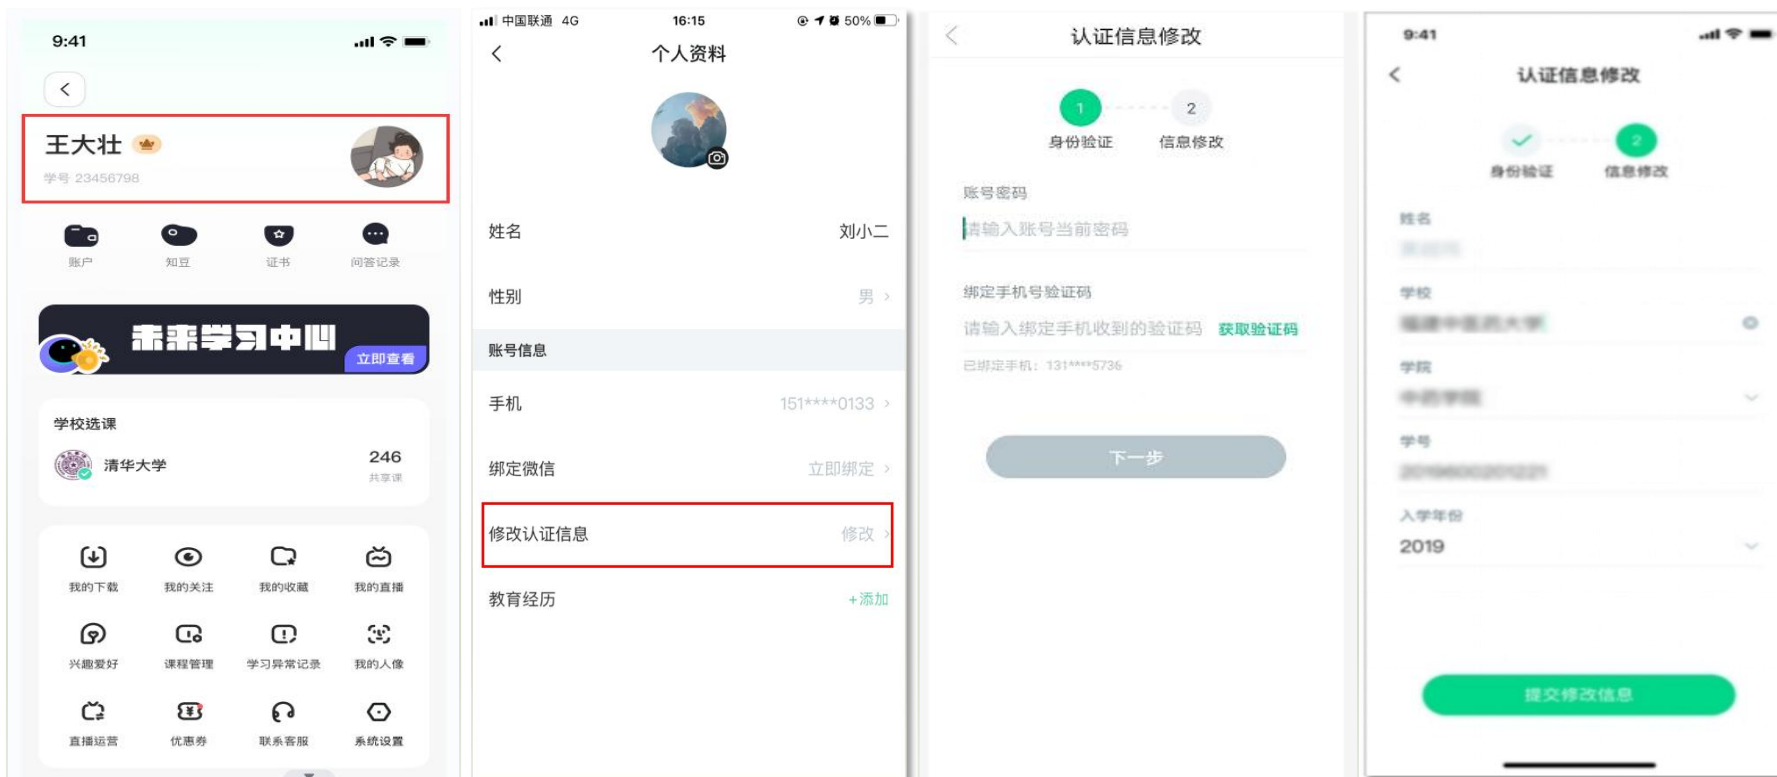 9:41
王大壮
学号 23456798
账户 知豆 证书 问答记录
未来学习中心
立即查看
学校选课
清华大学 246
共享课
我的下载 我的关注 我的收藏 我的直播
兴趣爱好 课程管理 学习异常记录 我的人像
直播运营 优惠券 联系客服 系统设置
中国联通 4G 16:15 50%
个人资料
姓名 刘小二
性别 男
账号信息
手机 151****0133
绑定微信 立即绑定
修改认证信息 修改
教育经历 +添加
认证信息修改
1 2
身份验证 信息修改
账号密码
请输入账号当前密码
绑定手机号验证码
请输入绑定手机收到的验证码 获取验证码
已绑定手机：131****5736
下一步
9:41
认证信息修改
2
身份验证 信息修改
姓名
学校
福建中医药大学
学院
中药学院
学号
入学年份
2019
提交修改信息